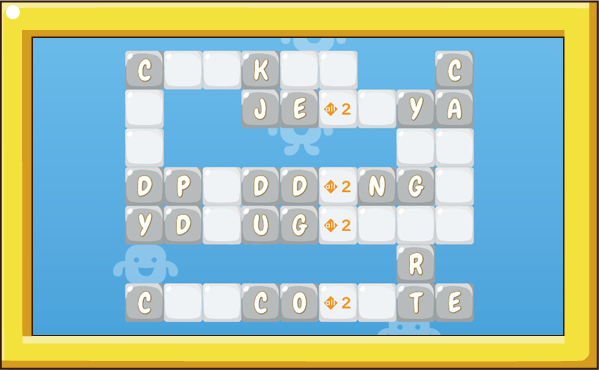 C K C
J E 2 Y A
D P D D 2 N G
Y D U G 2
R
C C O 2 T E